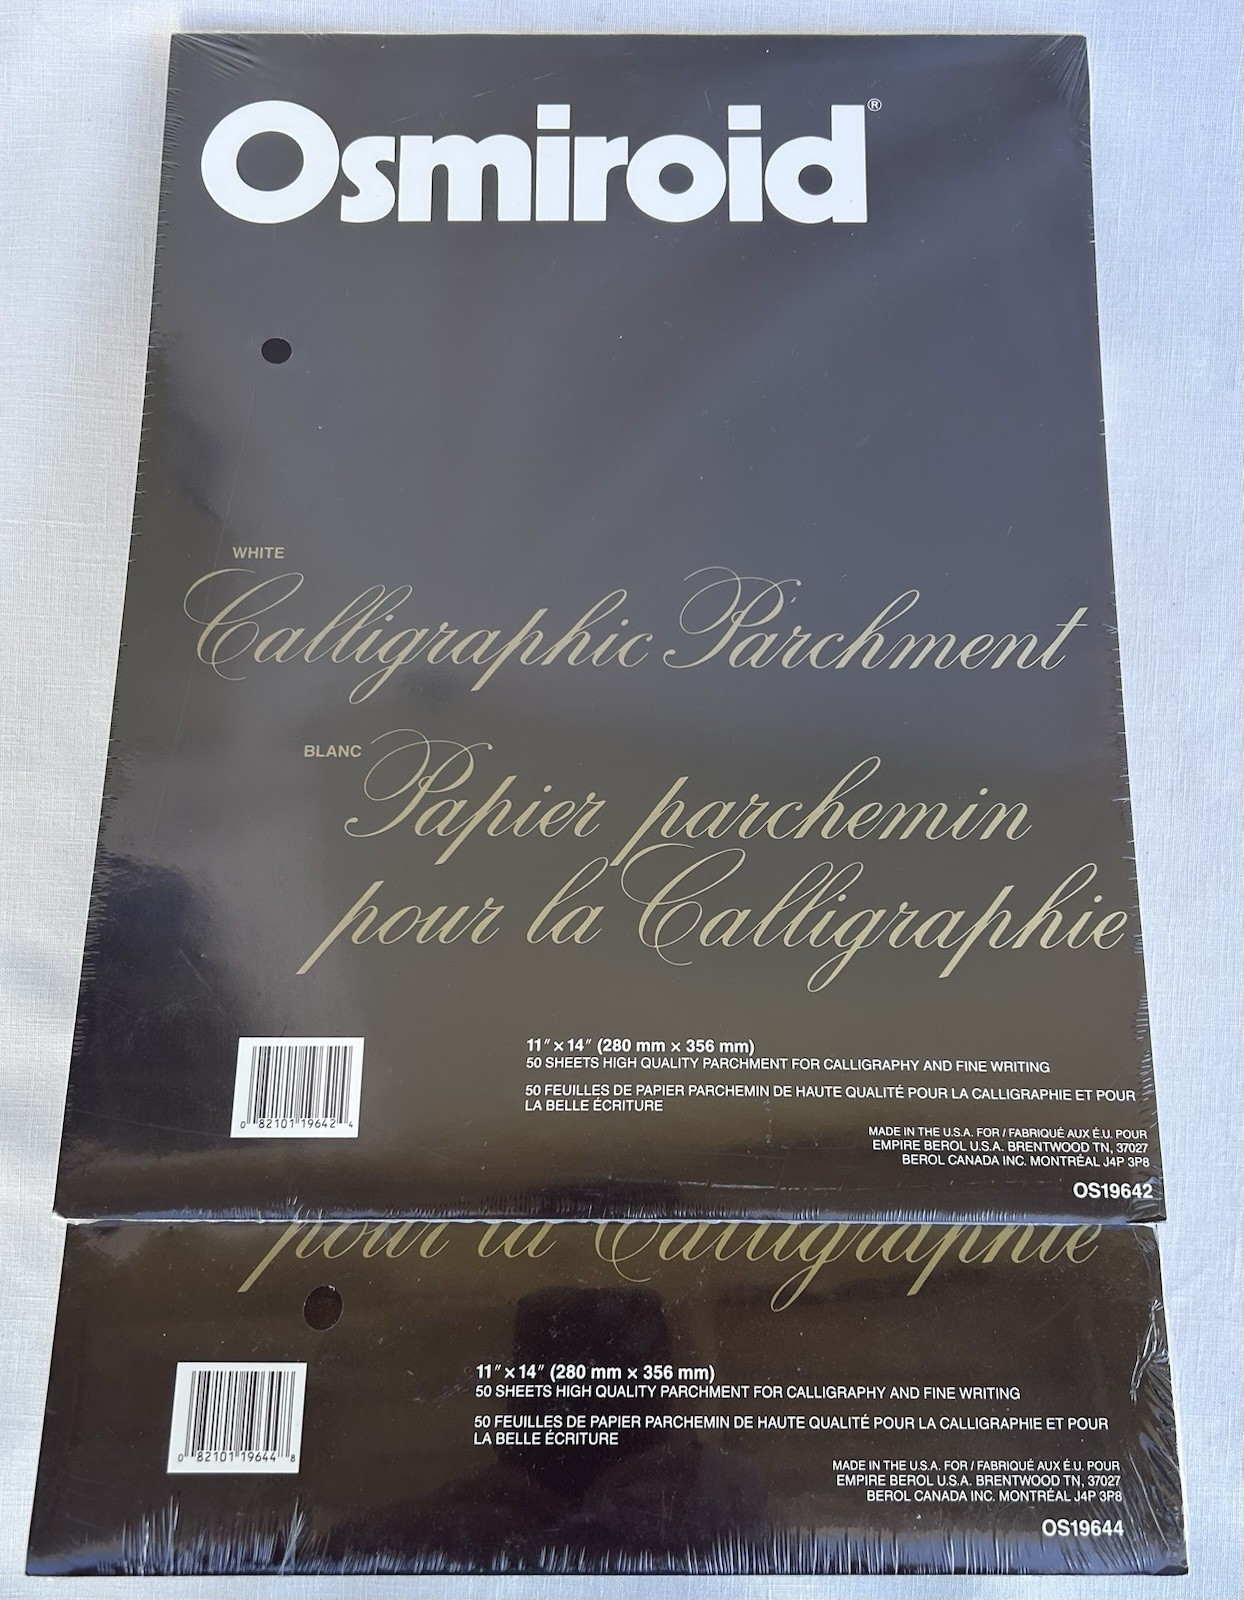 Osmiroid®
WHITE
Calligraphic Parchment
BLANC
Papier parchemin
pour la Calligraphie
11" x 14" (280 mm x 356 mm)
50 SHEETS HIGH QUALITY PARCHMENT FOR CALLIGRAPHY AND FINE WRITING
50 FEUILLES DE PAPIER PARCHEMIN DE HAUTE QUALITÉ POUR LA CALLIGRAPHIE ET POUR
LA BELLE ÉCRITURE
0 82101 19642 4
MADE IN THE U.S.A. FOR / FABRIQUÉ AUX É.U. POUR
EMPIRE BEROL U.S.A. BRENTWOOD TN, 37027
BEROL CANADA INC. MONTRÉAL J4P 3P8
OS19642
pour la Calligraphie
11" x 14" (280 mm x 356 mm)
50 SHEETS HIGH QUALITY PARCHMENT FOR CALLIGRAPHY AND FINE WRITING
50 FEUILLES DE PAPIER PARCHEMIN DE HAUTE QUALITÉ POUR LA CALLIGRAPHIE ET POUR
LA BELLE ÉCRITURE
0 82101 19644 8
MADE IN THE U.S.A. FOR / FABRIQUÉ AUX É.U. POUR
EMPIRE BEROL U.S.A. BRENTWOOD TN, 37027
BEROL CANADA INC. MONTRÉAL J4P 3P8
OS19644